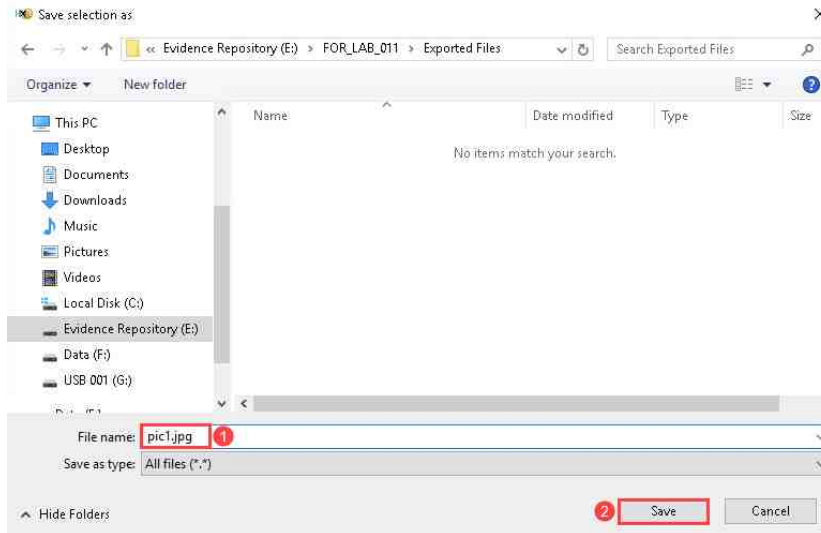 Save selection as
« Evidence Repository (E:) > FOR_LAB_011 > Exported Files
Search Exported Files
Organize
New folder
Name
Date modified
Type
Size
This PC
Desktop
Documents
Downloads
Music
Pictures
Videos
Local Disk (C:)
Evidence Repository (E:)
Data (F:)
USB 001 (G:)
No items match your search.
File name: pic1.jpg 1
Save as type: All files (*.*)
Hide Folders
2 Save
Cancel